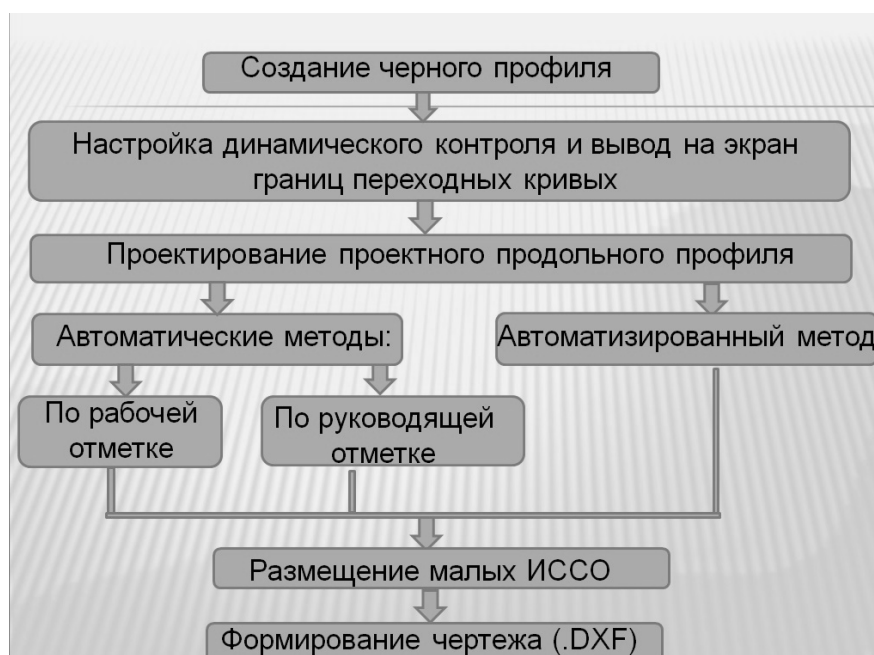 Создание черного профиля
Настройка динамического контроля и вывод на экран
границ переходных кривых
Проектирование проектного продольного профиля
Автоматические методы:
Автоматизированный метод
По рабочей
отметке
По руководящей
отметке
Размещение малых ИССО
Формирование чертежа (.DXF)